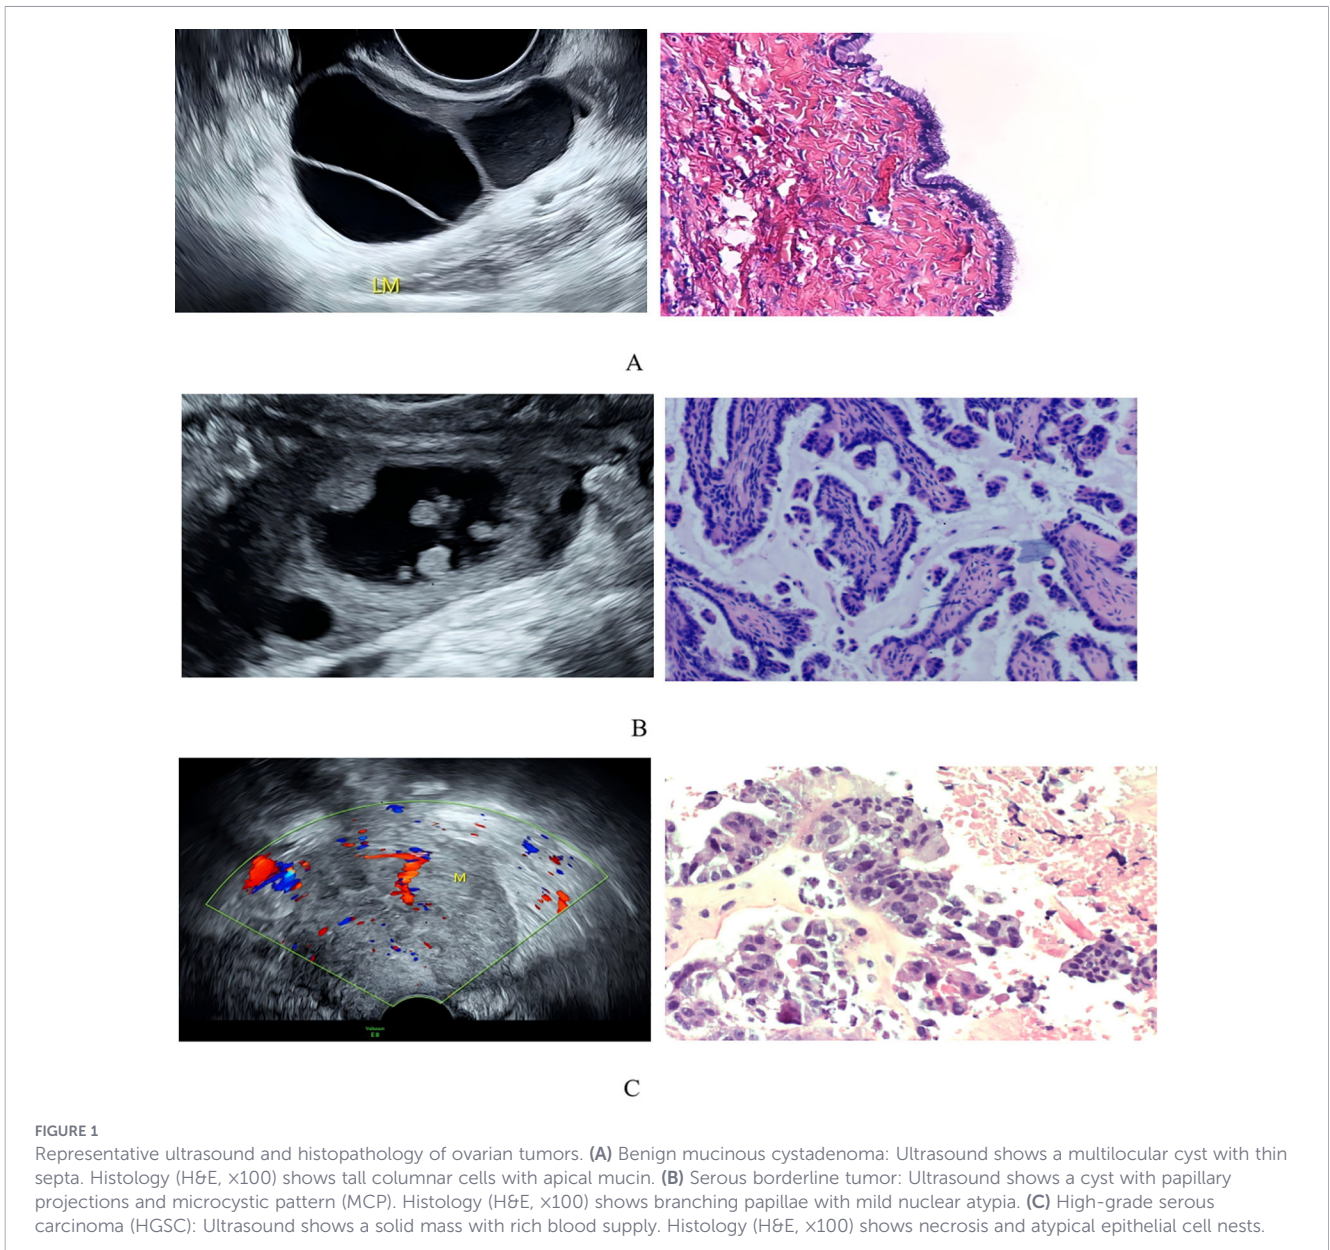 LM
A
B
M
Voluson
E8
C
FIGURE 1
Representative ultrasound and histopathology of ovarian tumors. (A) Benign mucinous cystadenoma: Ultrasound shows a multilocular cyst with thin
septa. Histology (H&E, ×100) shows tall columnar cells with apical mucin. (B) Serous borderline tumor: Ultrasound shows a cyst with papillary
projections and microcystic pattern (MCP). Histology (H&E, ×100) shows branching papillae with mild nuclear atypia. (C) High-grade serous
carcinoma (HGSC): Ultrasound shows a solid mass with rich blood supply. Histology (H&E, ×100) shows necrosis and atypical epithelial cell nests.